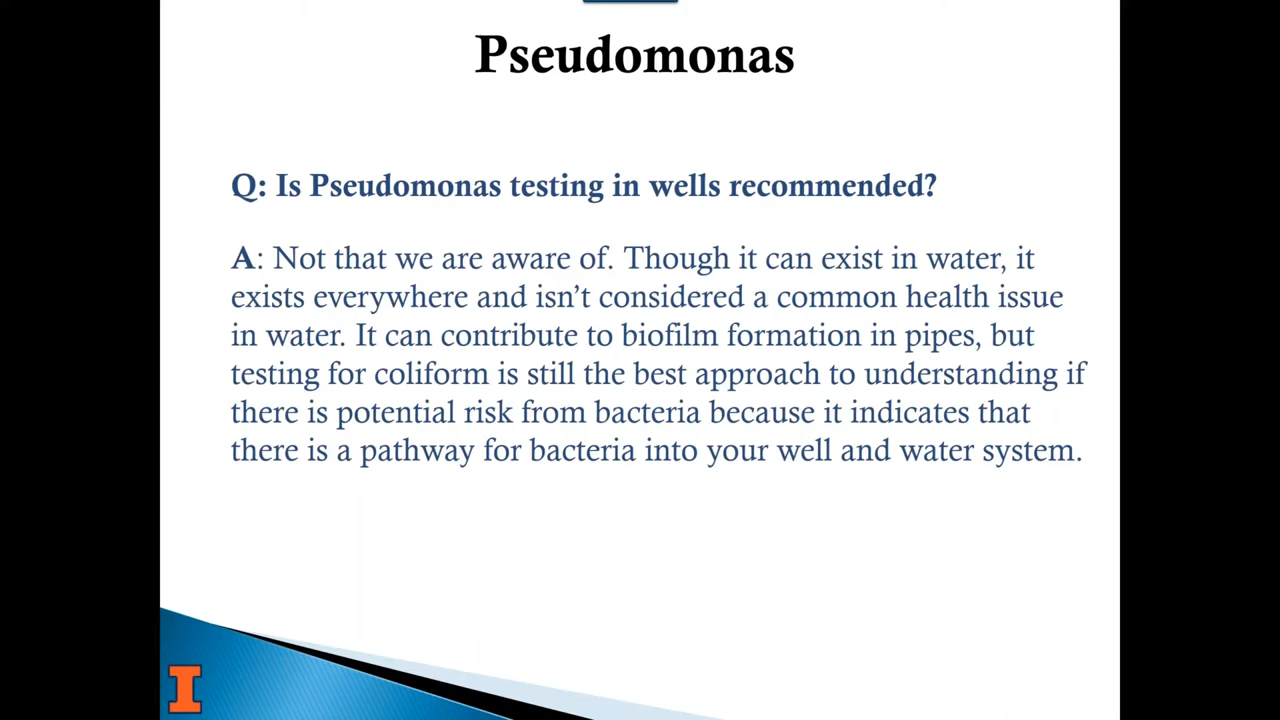 Pseudomonas
Q: Is Pseudomonas testing in wells recommended?
A: Not that we are aware of. Though it can exist in water, it
exists everywhere and isn’t considered a common health issue
in water. It can contribute to biofilm formation in pipes, but
testing for coliform is still the best approach to understanding if
there is potential risk from bacteria because it indicates that
there is a pathway for bacteria into your well and water system.
I